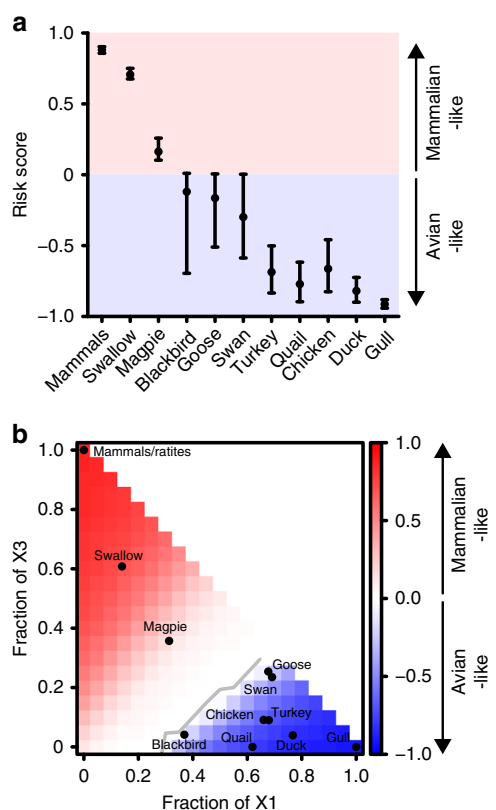 a
1.0
0.5
0
−0.5
−1.0
Risk score
Mammalian
-like
Avian
-like
Mammals
Swallow
Magpie
Blackbird
Goose
Swan
Turkey
Quail
Chicken
Duck
Gull
b
1.0
0.8
0.6
0.4
0.2
0
Fraction of X3
Mammals/ratites
Swallow
Magpie
Goose
Swan
Chicken
Turkey
Blackbird
Quail
Duck
Gull
0
0.2
0.4
0.6
0.8
1.0
Fraction of X1
1.0
0.5
0.0
−0.5
−1.0
Mammalian
-like
Avian
-like